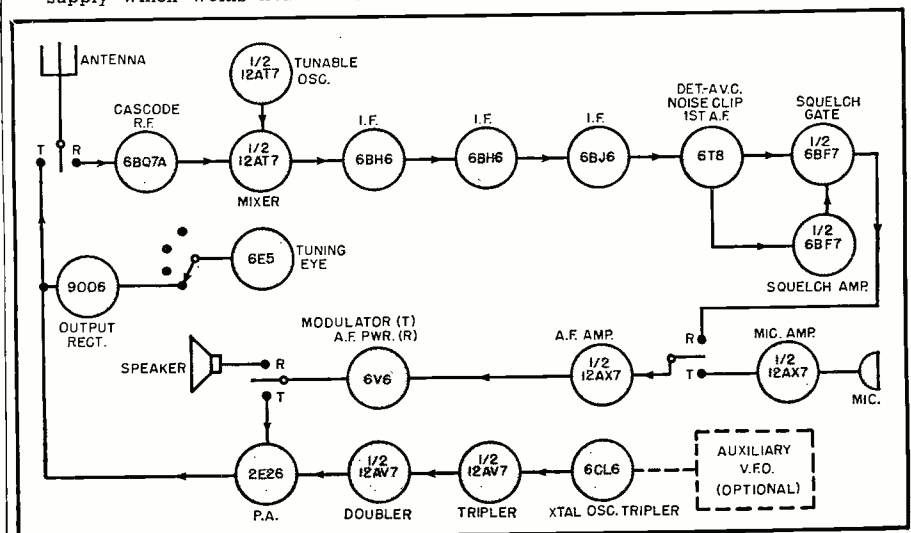 supply which works
ANTENNA
T
R
CASCODE
R.F.
6BQ7A
1/2
12AT7
TUNABLE
OSC.
1/2
12AT7
MIXER
I.F.
6BH6
I.F.
6BH6
I.F.
6BJ6
DET.-A.V.C.
NOISE CLIP
1ST A.F.
6T8
SQUELCH
GATE
1/2
6BF7
1/2
6BF7
SQUELCH AMP.
9006
OUTPUT
RECT.
6E5
TUNING
EYE
SPEAKER
R
T
MODULATOR (T)
A.F. PWR. (R)
6V6
A.F. AMP.
1/2
12AX7
R
T
MIC. AMP.
1/2
12AX7
MIC.
2E26
P.A.
1/2
12AV7
DOUBLER
1/2
12AV7
TRIPLER
6CL6
XTAL OSC. TRIPLER
AUXILIARY
V.F.O.
(OPTIONAL)